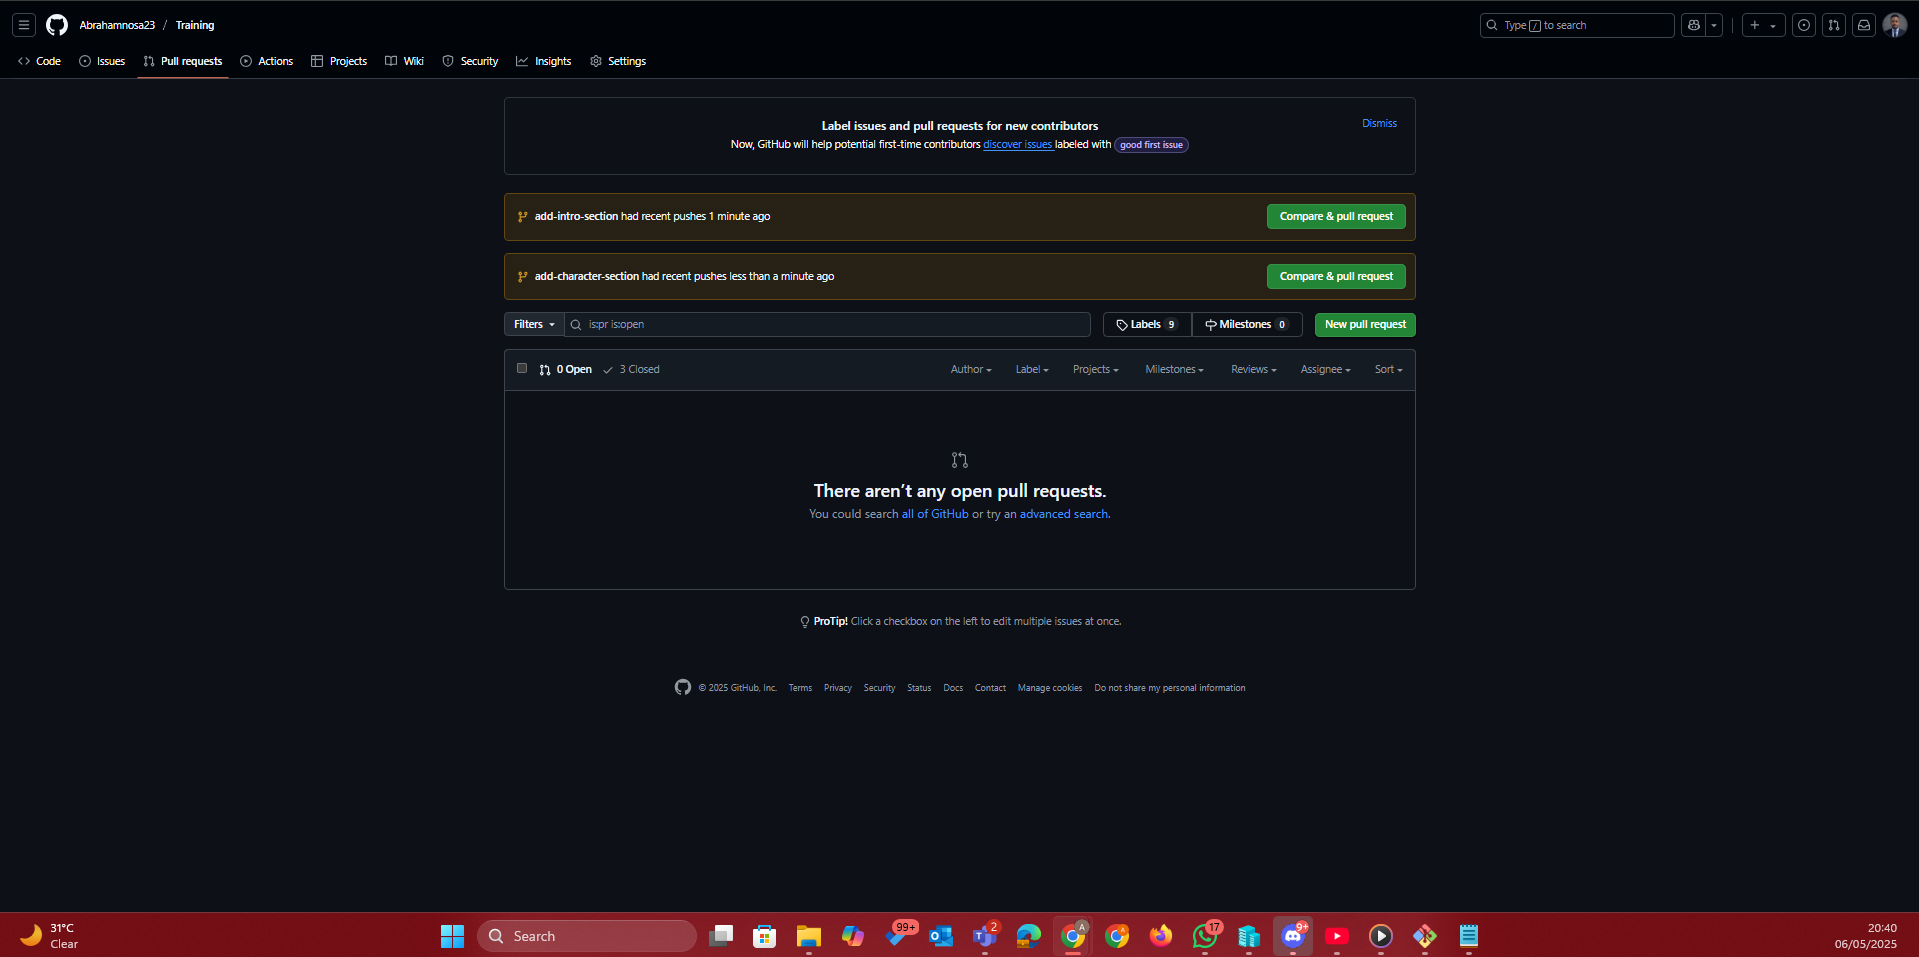 Abrahamnosa23 / Training
Type / to search
Code Issues Pull requests Actions Projects Wiki Security Insights Settings
Label issues and pull requests for new contributors
Dismiss
Now, GitHub will help potential first-time contributors discover issues labeled with good first issue
add-intro-section had recent pushes 1 minute ago
Compare & pull request
add-character-section had recent pushes less than a minute ago
Compare & pull request
Filters is:pr is:open Labels 9 Milestones 0 New pull request
0 Open 3 Closed Author Label Projects Milestones Reviews Assignee Sort
There aren’t any open pull requests.
You could search all of GitHub or try an advanced search.
ProTip! Click a checkbox on the left to edit multiple issues at once.
© 2025 GitHub, Inc. Terms Privacy Security Status Docs Contact Manage cookies Do not share my personal information
31°C
Clear
Search
99+
2
A
17
9+
20:40
06/05/2025